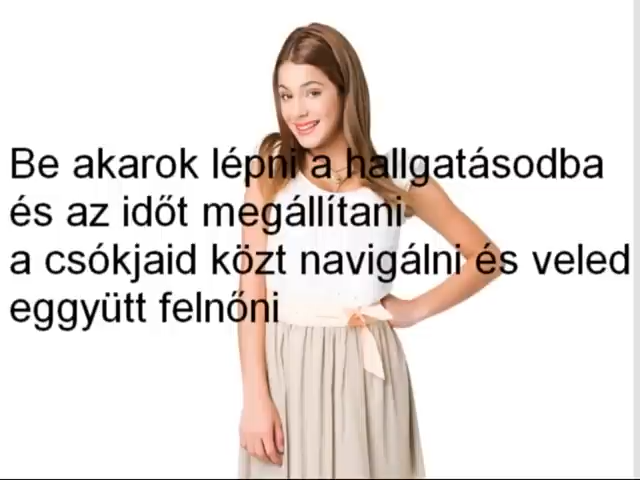 Be akarok lépni a hallgatásodba
és az időt megállítani
a csókjaid közt navigálni és veled
eggyütt felnőni